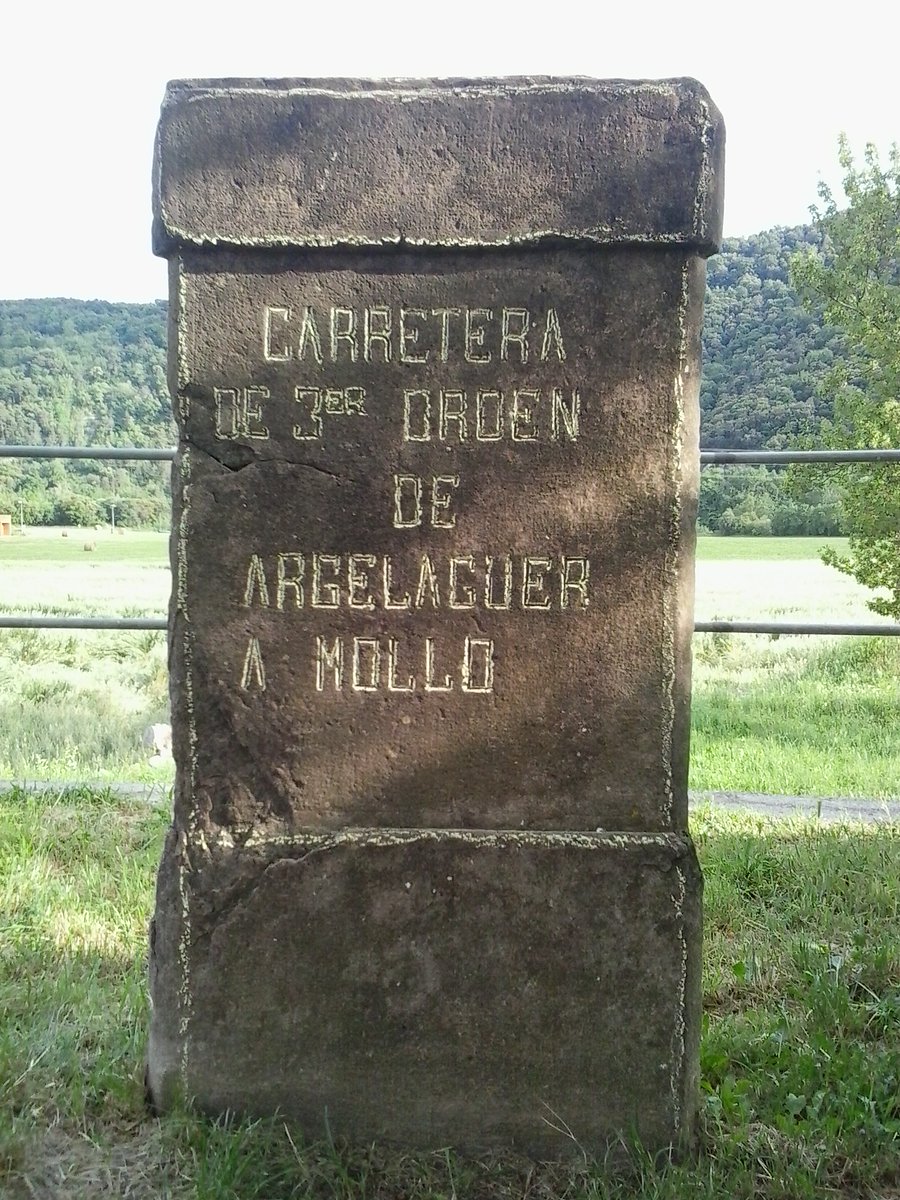 CARRETERA
DE 3ER ORDEN
DE
ARGELAGUER
A MOLLO